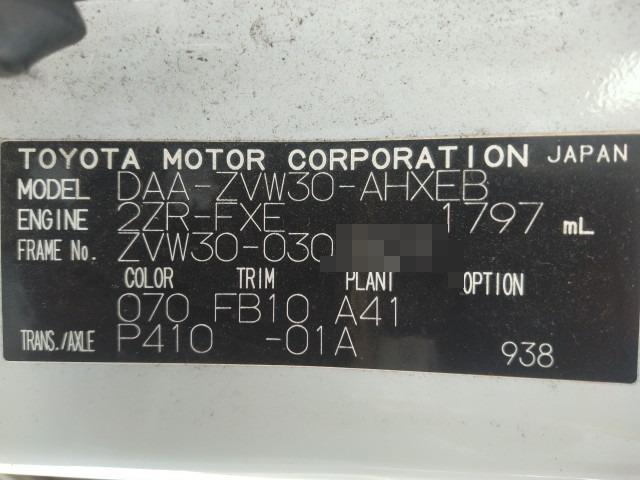 TOYOTA MOTOR CORPORATION JAPAN
MODEL DAA-ZVW30-AHXEB
ENGINE 2ZR-FXE 1797 mL
FRAME No. ZVW30-030
COLOR TRIM PLANT OPTION
070 FB10 A41
TRANS./AXLE P410 -01A 938